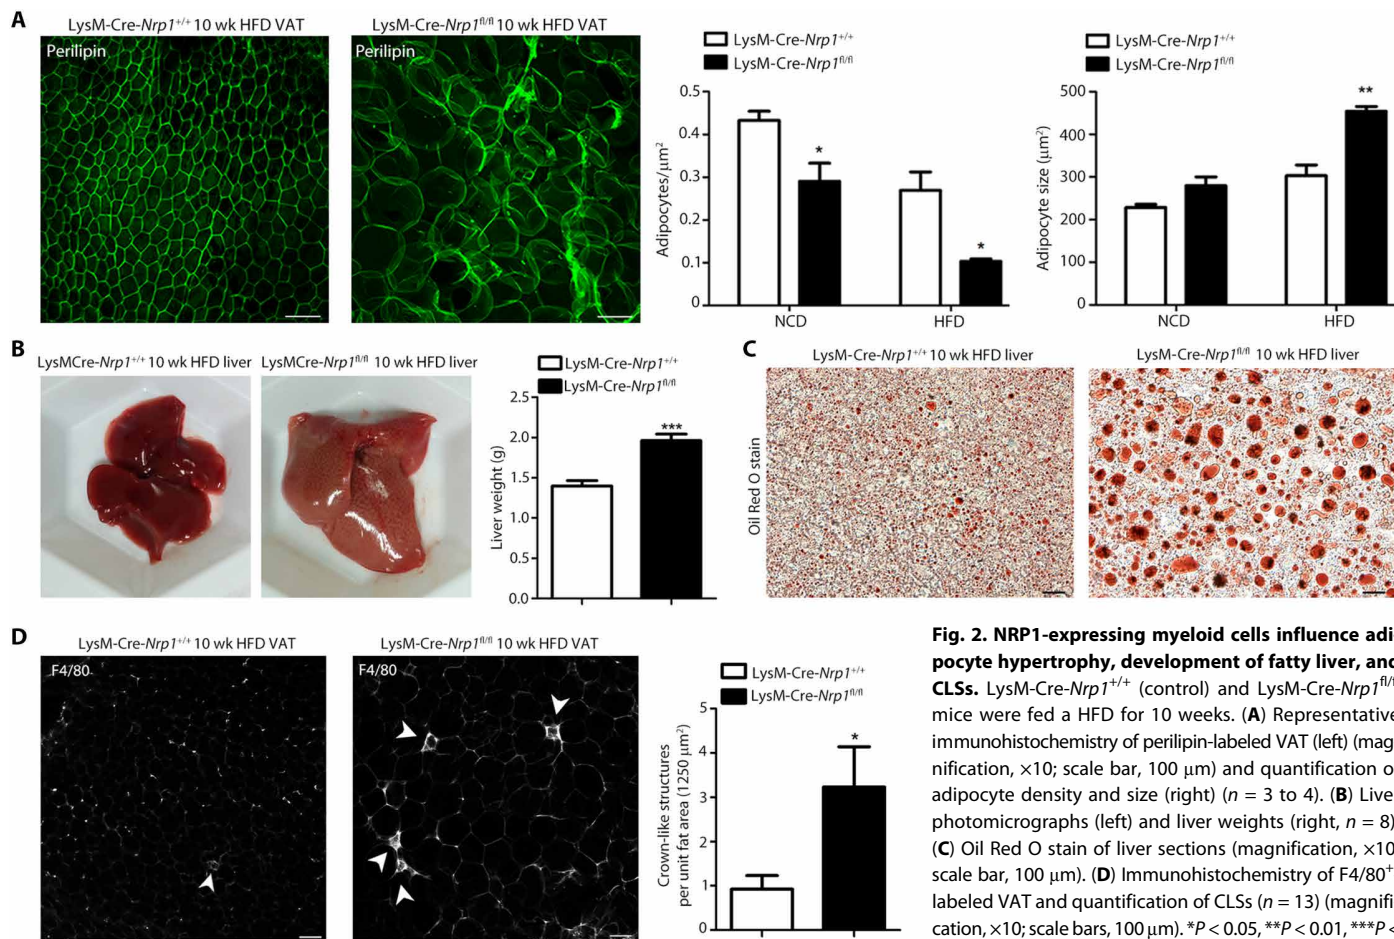 A
LysM-Cre-Nrp1+/+ 10 wk HFD VAT
LysM-Cre-Nrp1fl/fl 10 wk HFD VAT
Perilipin
Perilipin
LysM-Cre-Nrp1+/+
LysM-Cre-Nrp1fl/fl
Adipocytes/µm2
0.5
0.4
0.3
0.2
0.1
0
*
*
NCD
HFD
LysM-Cre-Nrp1+/+
LysM-Cre-Nrp1fl/fl
Adipocyte size (µm2)
500
400
300
200
100
0
**
NCD
HFD
B
LysMCre-Nrp1+/+ 10 wk HFD liver
LysMCre-Nrp1fl/fl 10 wk HFD liver
LysM-Cre-Nrp1+/+
LysM-Cre-Nrp1fl/fl
Liver weight (g)
2.5
2.0
1.5
1.0
0.5
0.0
***
C
LysM-Cre-Nrp1+/+ 10 wk HFD liver
LysM-Cre-Nrp1fl/fl 10 wk HFD liver
Oil Red O stain
D
LysM-Cre-Nrp1+/+ 10 wk HFD VAT
LysM-Cre-Nrp1fl/fl 10 wk HFD VAT
F4/80
F4/80
LysM-Cre-Nrp1+/+
LysM-Cre-Nrp1fl/fl
Crown-like structures
per unit fat area (1250 µm2)
5
4
3
2
1
0
*
Fig. 2. NRP1-expressing myeloid cells influence adi-
pocyte hypertrophy, development of fatty liver, and
CLSs. LysM-Cre-Nrp1+/+ (control) and LysM-Cre-Nrp1fl/fl
mice were fed a HFD for 10 weeks. (A) Representative
immunohistochemistry of perilipin-labeled VAT (left) (mag
nification, ×10; scale bar, 100 µm) and quantification o
adipocyte density and size (right) (n = 3 to 4). (B) Live
photomicrographs (left) and liver weights (right, n = 8)
(C) Oil Red O stain of liver sections (magnification, ×10
scale bar, 100 µm). (D) Immunohistochemistry of F4/80+
labeled VAT and quantification of CLSs (n = 13) (magnifi
cation, ×10; scale bars, 100 µm). *P < 0.05, **P < 0.01, ***P <